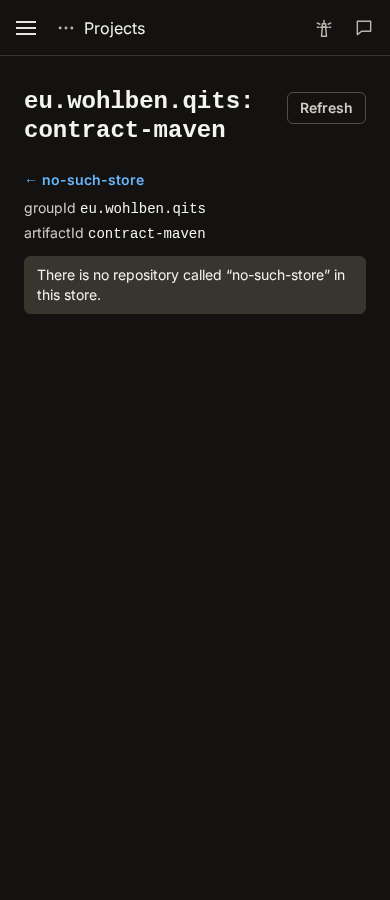 Projects
eu.wohlben.qits:
contract-maven
Refresh
← no-such-store
groupId eu.wohlben.qits
artifactId contract-maven
There is no repository called “no-such-store” in
this store.